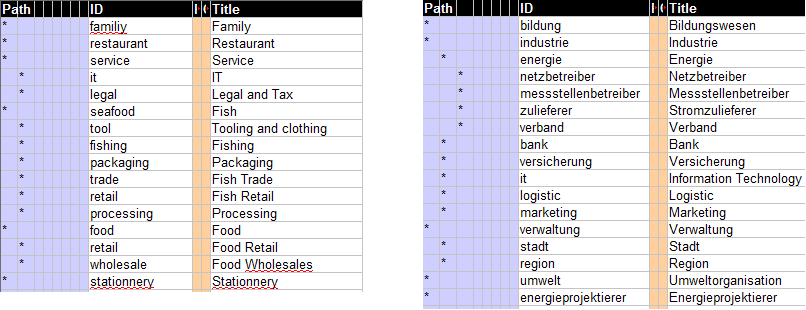 Path ID Title
* familiy Family
* restaurant Restaurant
* service Service
* it IT
* legal Legal and Tax
* seafood Fish
* tool Tooling and clothing
* fishing Fishing
* packaging Packaging
* trade Fish Trade
* retail Fish Retail
* processing Processing
* food Food
* retail Food Retail
* wholesale Food Wholesales
* stationnery Stationnery
Path ID Title
* bildung Bildungswesen
* industrie Industrie
* energie Energie
* netzbetreiber Netzbetreiber
* messstellenbetreiber Messstellenbetreiber
* zulieferer Stromzulieferer
* verband Verband
* bank Bank
* versicherung Versicherung
* it Information Technology
* logistic Logistic
* marketing Marketing
* verwaltung Verwaltung
* stadt Stadt
* region Region
* umwelt Umweltorganisation
* energieprojektierer Energieprojektierer